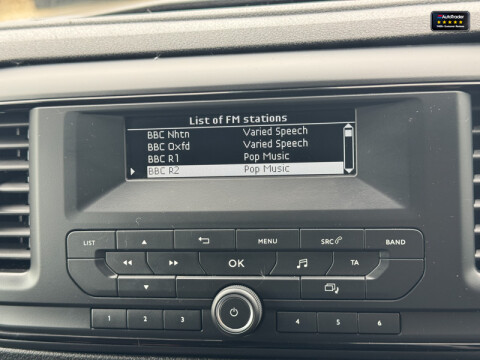 AutoTrader
List of FM stations
BBC Nhtn Varied Speech
BBC Oxfd Varied Speech
BBC R1 Pop Music
BBC R2 Pop Music
LIST MENU SRC BAND
OK TA
1 2 3 4 5 6